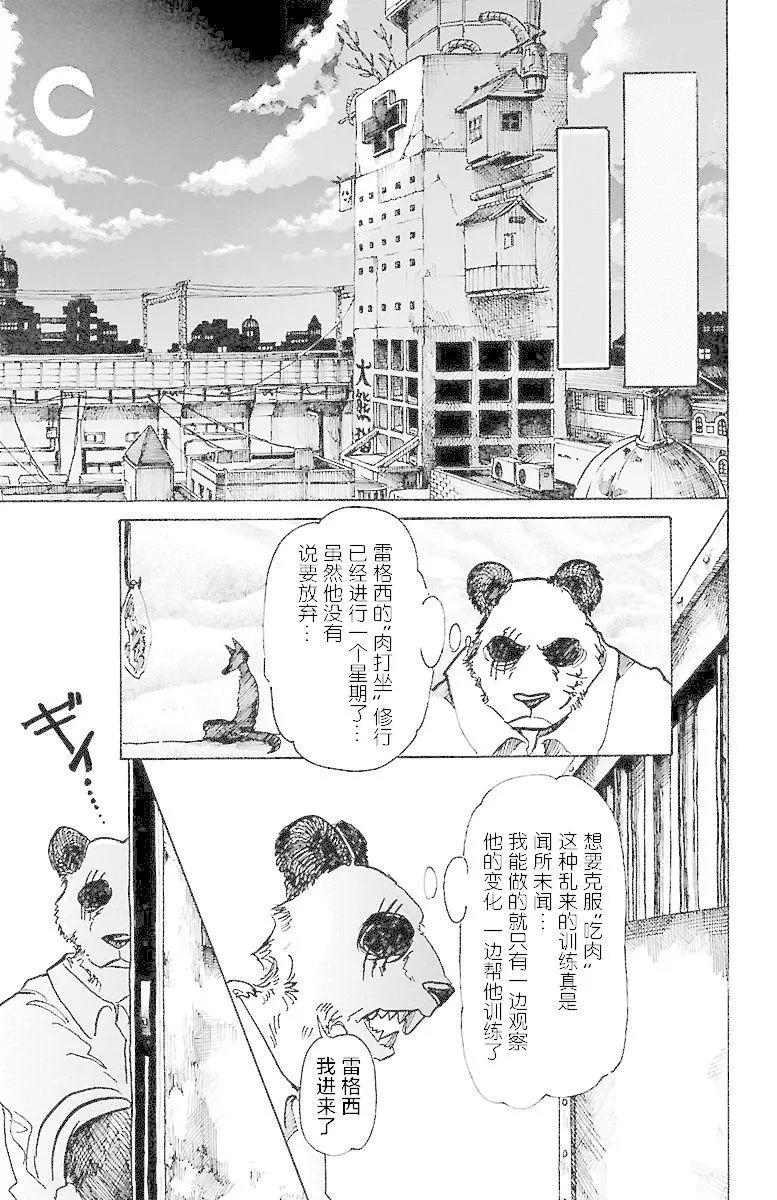 大熊
雷格西的“肉打坐”修行
已经进行一个星期了…
虽然他没有
说要放弃…
想要克服“吃肉”
这种乱来的训练真是
闻所未闻…
我能做的就只有一边观察
他的变化 一边帮他训练了
ギィ…
雷格西
我进来了